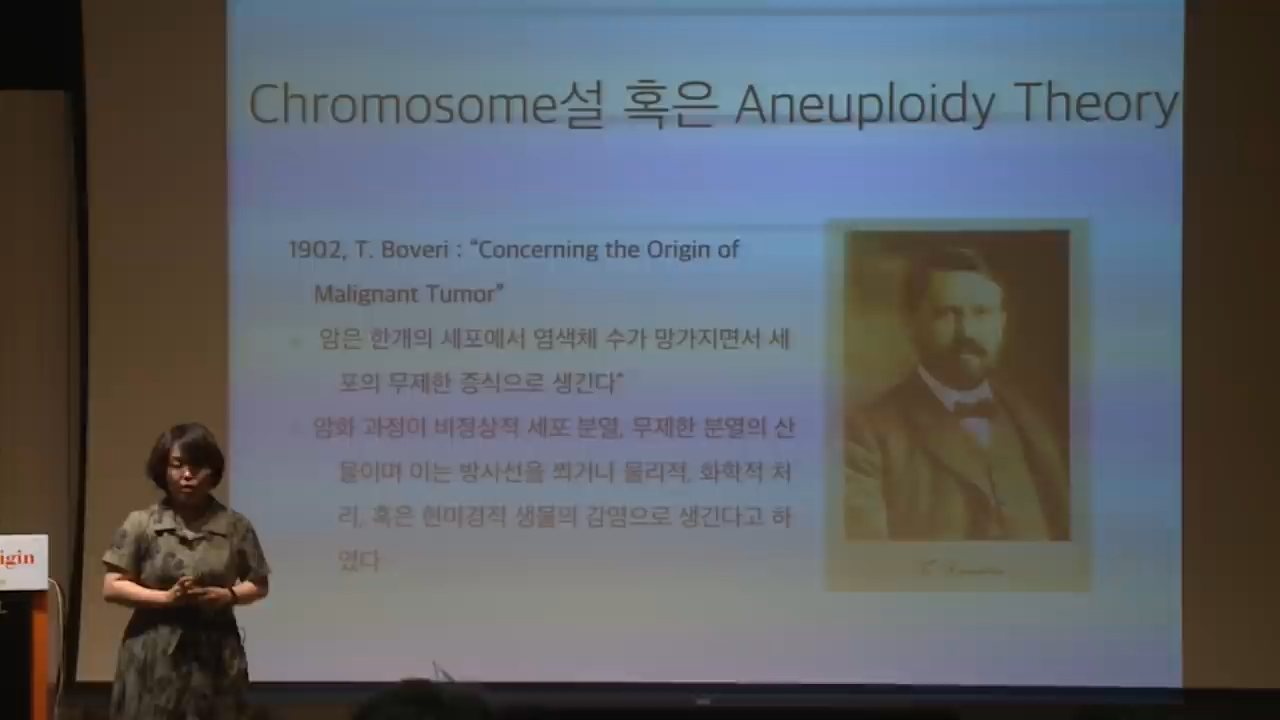 Chromosome설 혹은 Aneuploidy Theory
1902, T. Boveri : “Concerning the Origin of
Malignant Tumor”
암은 한개의 세포에서 염색체 수가 망가지면서 세
포의 무제한 증식으로 생긴다”
암화 과정이 비정상적 세포 분열, 무제한 분열의 산
물이며 이는 방사선을 쬐거나 물리적, 화학적 처
리, 혹은 현미경적 생물의 감염으로 생긴다고 하
였다
igin